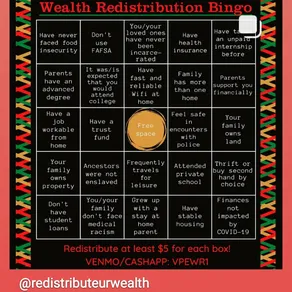 Wealth Redistribution Bingo
Have never
faced food
insecurity
Don't
use
FAFSA
You/your
loved ones
have never
been
incarce-
rated
Have
health
insurance
an unpaid
internship
before
Parents
have an
advanced
degree
It was/is
expected
that you
would
attend
college
Have
fast and
reliable
Wifi at
home
Family
has more
than one
home
Parents
support you
financially
Have a
job
workable
from
home
Have a
trust
fund
Free
space
Feel safe
in
encounters
with
police
Your
family
owns
land
Your
family
owns
property
Ancestors
were not
enslaved
Frequently
travels
for
leisure
Attended
private
school
Thrift or
buy second
hand by
choice
Don't
have
student
loans
You/your
family
don't face
medical
racism
Grew up
with a
stay at
home
parent
Have
stable
housing
Finances
not
impacted
by
COVID-19
Redistribute at least $5 for each box!
VENMO/CASHAPP: VPEWR1
@redistributeurwealth